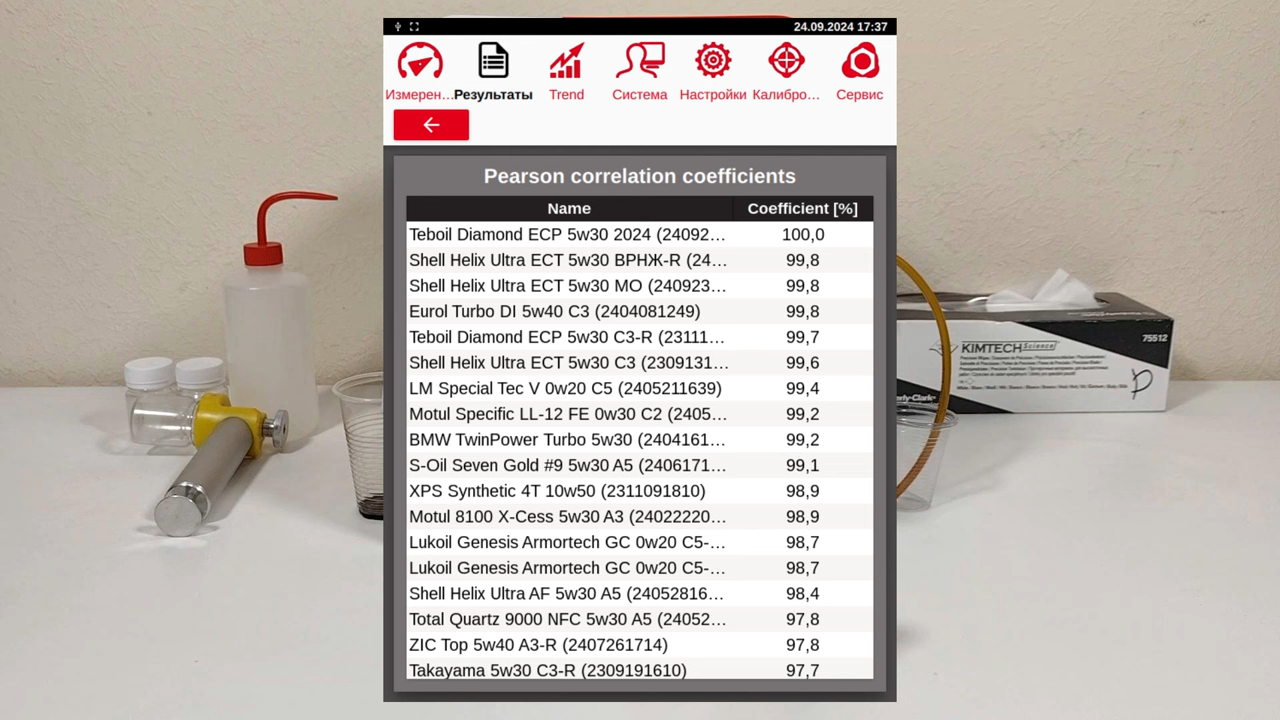 24.09.2024 17:37
Измерен... Результаты Trend Система Настройки Калибро... Сервис
Pearson correlation coefficients
Name Coefficient [%]
Teboil Diamond ECP 5w30 2024 (24092... 100,0
Shell Helix Ultra ECT 5w30 ВРНЖ-R (24... 99,8
Shell Helix Ultra ECT 5w30 MO (240923... 99,8
Eurol Turbo DI 5w40 C3 (2404081249) 99,8
Teboil Diamond ECP 5w30 C3-R (23111... 99,7
Shell Helix Ultra ECT 5w30 C3 (2309131... 99,6
LM Special Tec V 0w20 C5 (2405211639) 99,4
Motul Specific LL-12 FE 0w30 C2 (2405... 99,2
BMW TwinPower Turbo 5w30 (2404161... 99,2
S-Oil Seven Gold #9 5w30 A5 (2406171... 99,1
XPS Synthetic 4T 10w50 (2311091810) 98,9
Motul 8100 X-Cess 5w30 A3 (24022220... 98,9
Lukoil Genesis Armortech GC 0w20 C5-... 98,7
Lukoil Genesis Armortech GC 0w20 C5-... 98,7
Shell Helix Ultra AF 5w30 A5 (24052816... 98,4
Total Quartz 9000 NFC 5w30 A5 (24052... 97,8
ZIC Top 5w40 A3-R (2407261714) 97,8
Takayama 5w30 C3-R (2309191610) 97,7
KIMTECH Science
75512
P